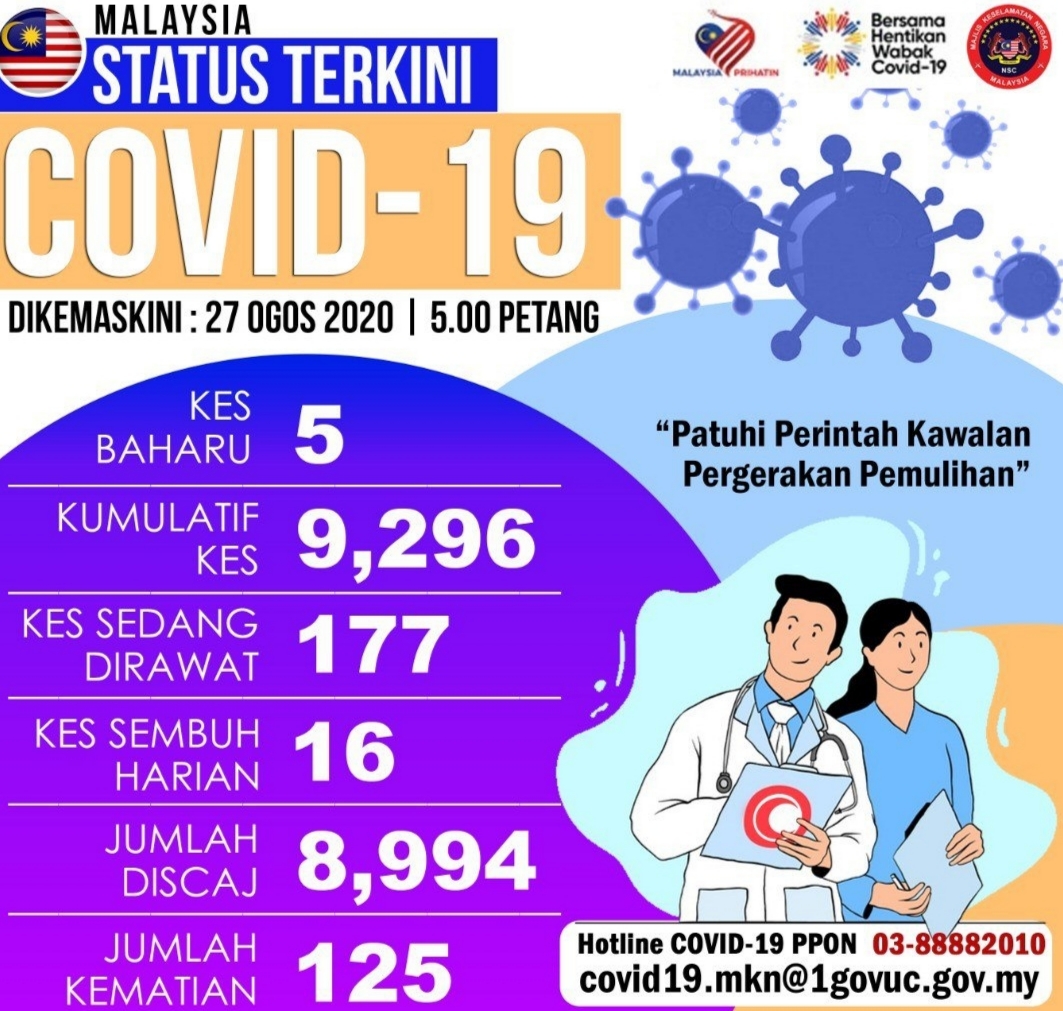 MALAYSIA
STATUS TERKINI
COVID-19
DIKEMASKINI : 27 OGOS 2020 | 5.00 PETANG
MALAYSIA PRIHATIN
Bersama
Hentikan
Wabak
Covid-19
MAJLIS KESELAMATAN NEGARA
NSC
MALAYSIA
KES
BAHARU
5
KUMULATIF
KES
9,296
KES SEDANG
DIRAWAT
177
KES SEMBUH
HARIAN
16
JUMLAH
DISCAJ
8,994
JUMLAH
KEMATIAN
125
“Patuhi Perintah Kawalan
Pergerakan Pemulihan”
Hotline COVID-19 PPON 03-88882010
covid19.mkn@1govuc.gov.my